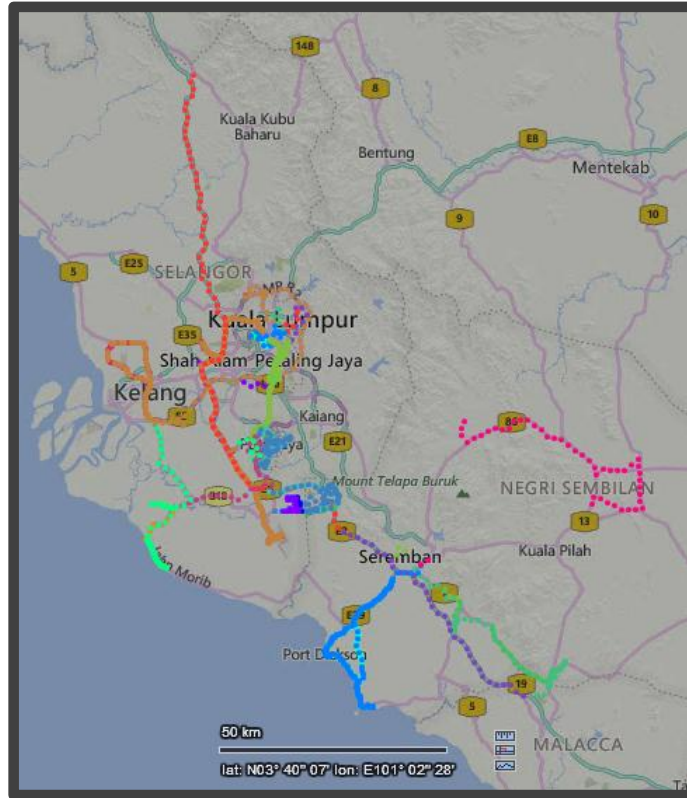 148
8
Kuala Kubu
Baharu
Bentung
E8
Mentekab
9
10
5
E25
SELANGOR
Kuala Lumpur
E35
Shah Alam Petaling Jaya
Kelang
Kajang
E21
86
Mount Telapa Buruk
NEGRI SEMBILAN
13
Seremban
Kuala Pilah
Port Dickson
19
5
50 km
MALACCA
lat: N03° 40" 07' lon: E101° 02" 28'